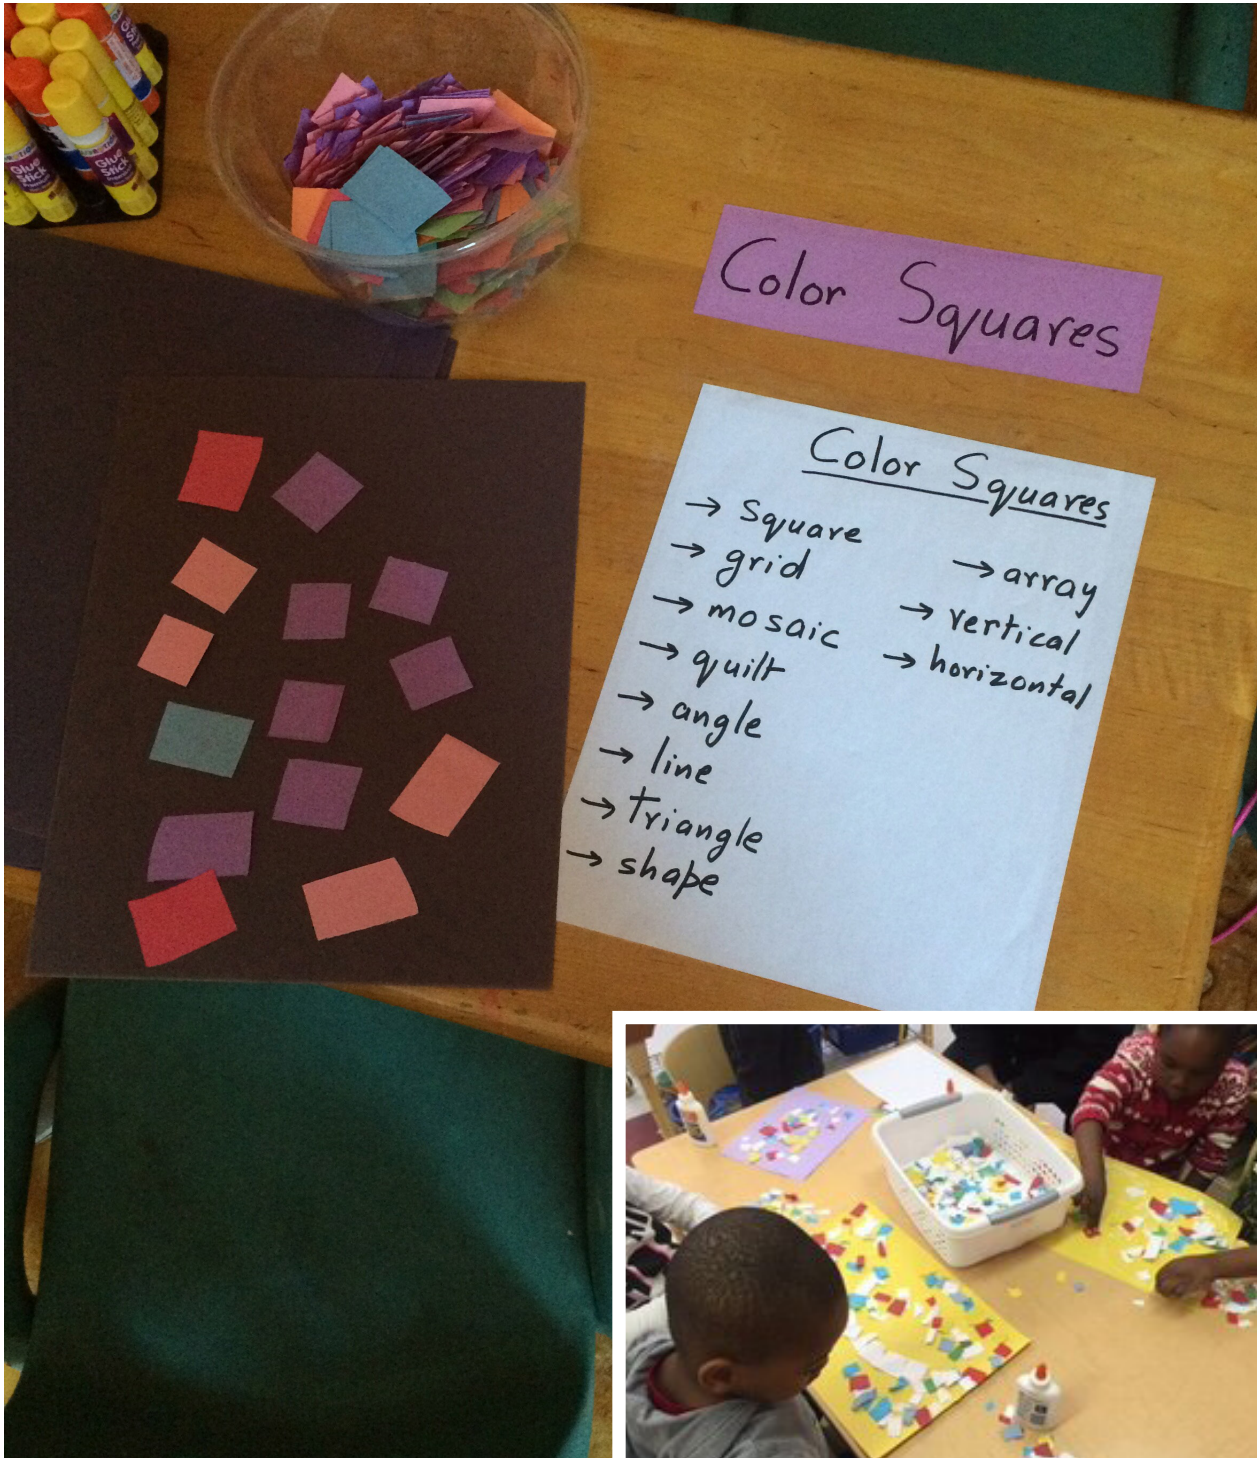 Glue
Stick
Glue
Stick
Color Squares
Color Squares
→ square
→ grid
→ mosaic
→ quilt
→ angle
→ line
→ triangle
→ shape
→ array
→ vertical
→ horizontal